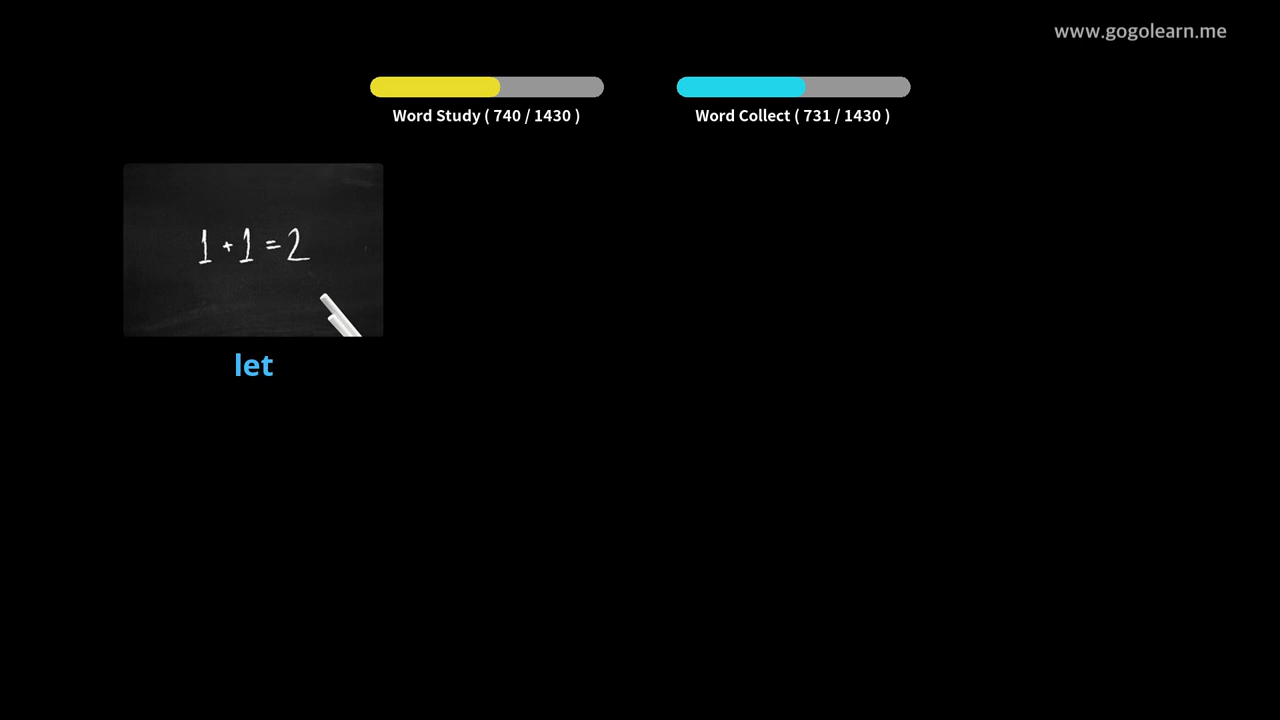 www.gogolearn.me
Word Study ( 740 / 1430 )
Word Collect ( 731 / 1430 )
1 + 1 = 2
let